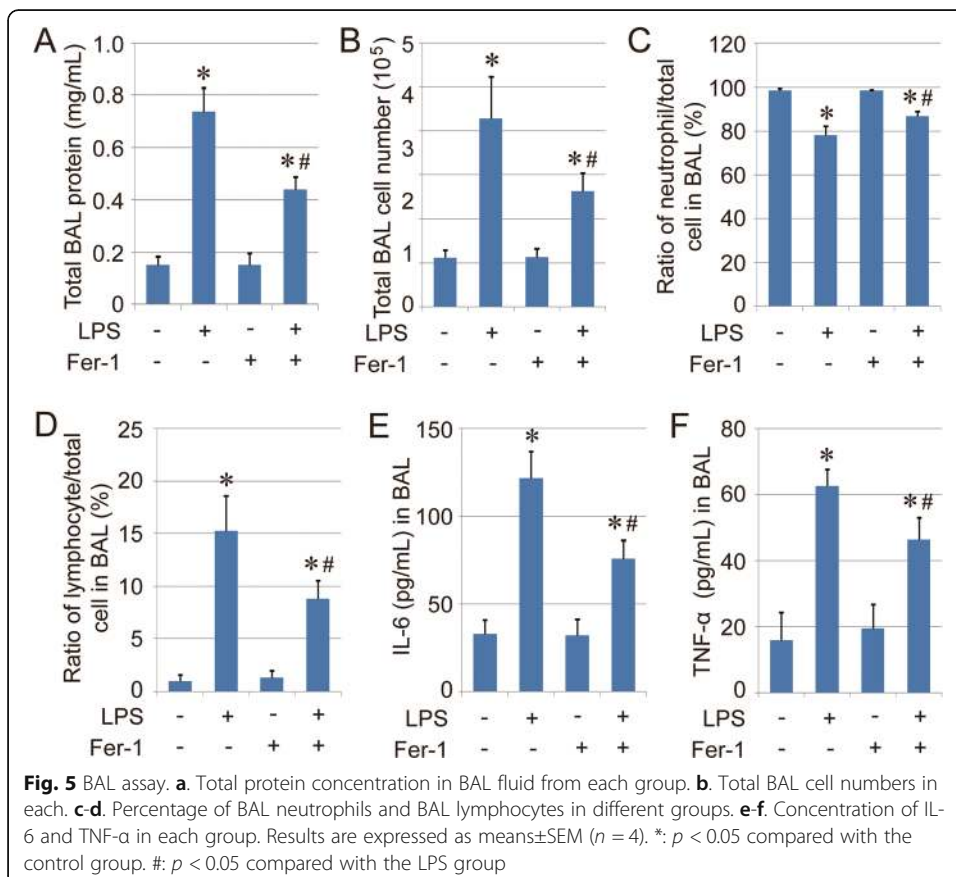 A
Total BAL protein (mg/mL)
1.0
0.8
0.6
0.4
0.2
0
*
*#
LPS - + - +
Fer-1 - - + +
B
Total BAL cell number (10⁵)
5
4
3
2
1
0
*
*#
LPS - + - +
Fer-1 - - + +
C
Ratio of neutrophil/total
cell in BAL (%)
120
100
80
60
40
20
0
*
*#
LPS - + - +
Fer-1 - - + +
D
Ratio of lymphocyte/total
cell in BAL (%)
25
20
15
10
5
0
*
*#
LPS - + - +
Fer-1 - - + +
E
IL-6 (pg/mL) in BAL
150
100
50
0
*
*#
LPS - + - +
Fer-1 - - + +
F
TNF-α (pg/mL) in BAL
80
60
40
20
0
*
*#
LPS - + - +
Fer-1 - - + +
Fig. 5 BAL assay. a. Total protein concentration in BAL fluid from each group. b. Total BAL cell numbers in
each. c-d. Percentage of BAL neutrophils and BAL lymphocytes in different groups. e-f. Concentration of IL-
6 and TNF-α in each group. Results are expressed as means±SEM (n = 4). *: p < 0.05 compared with the
control group. #: p < 0.05 compared with the LPS group